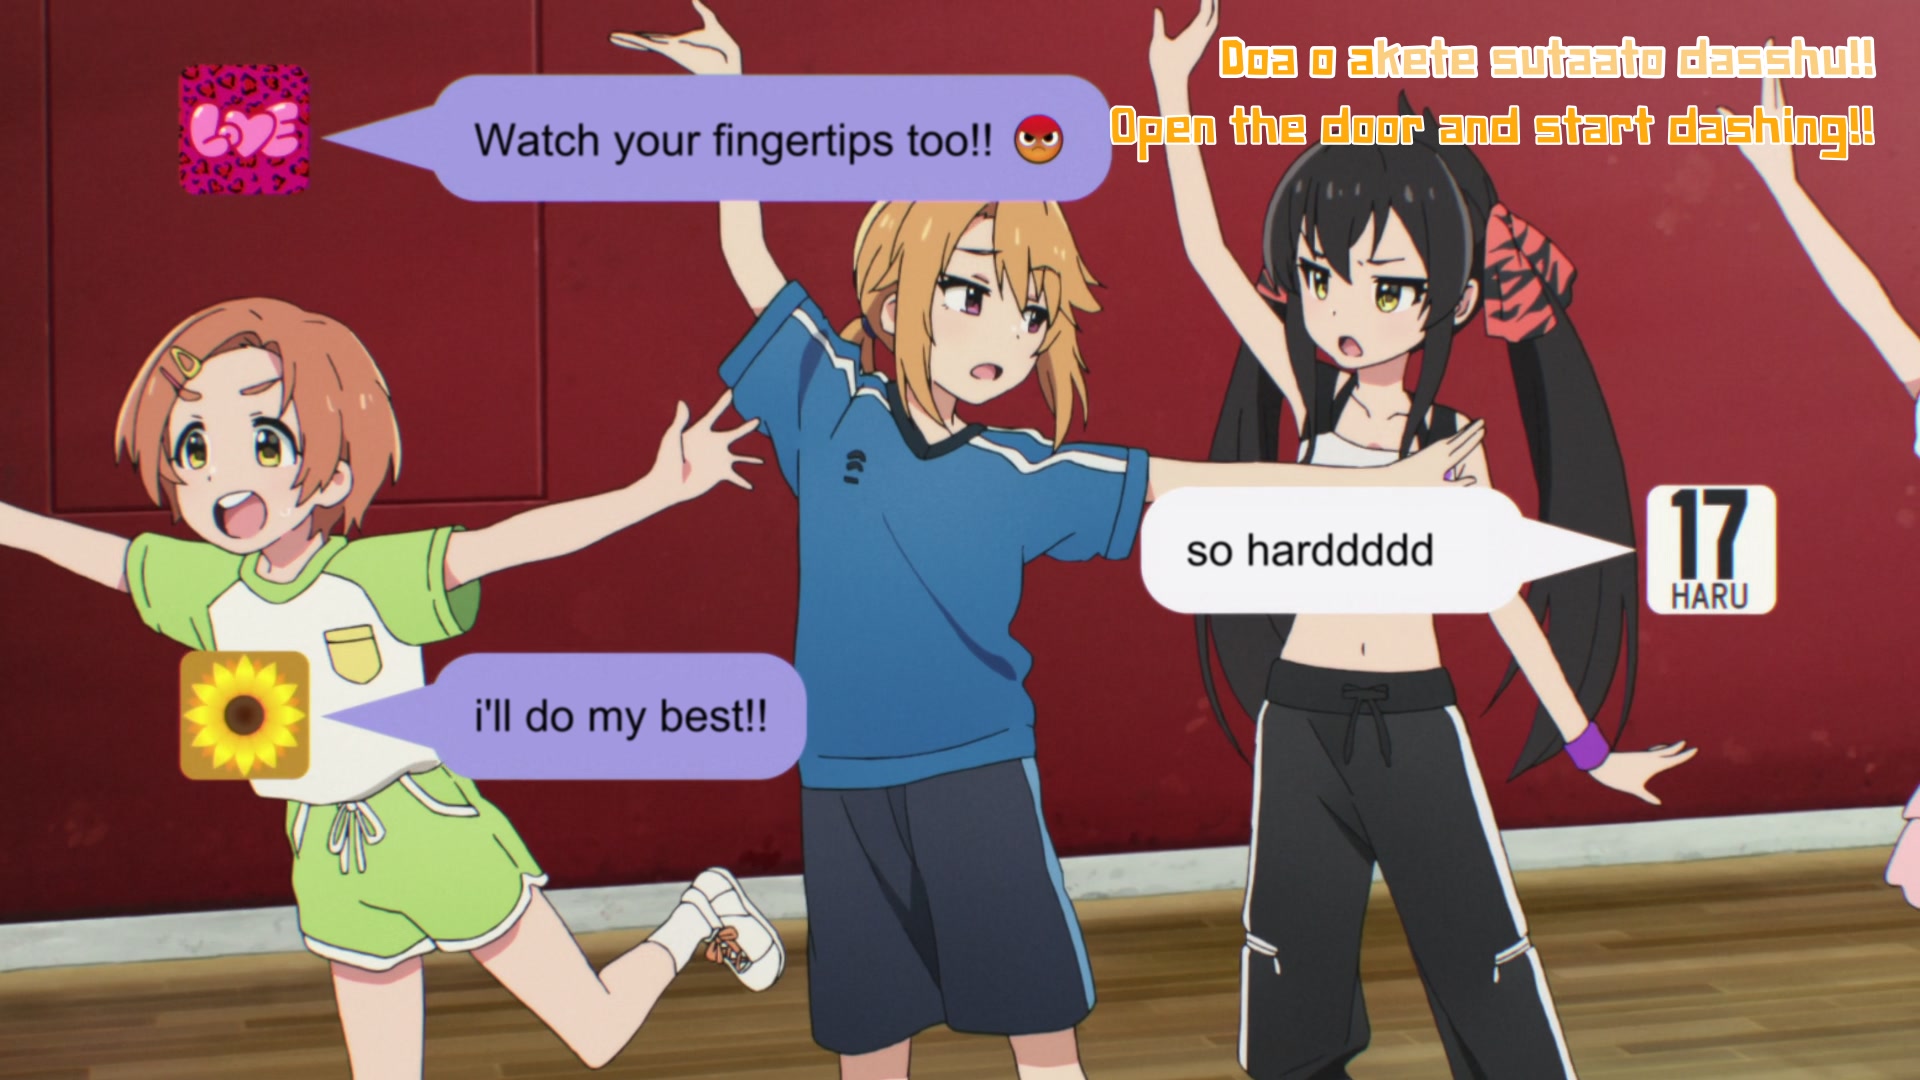 Doa o akete sutaato dasshu!!
Open the door and start dashing!!
LOVE
Watch your fingertips too!! 😡
so harddddd
17
HARU
i'll do my best!!